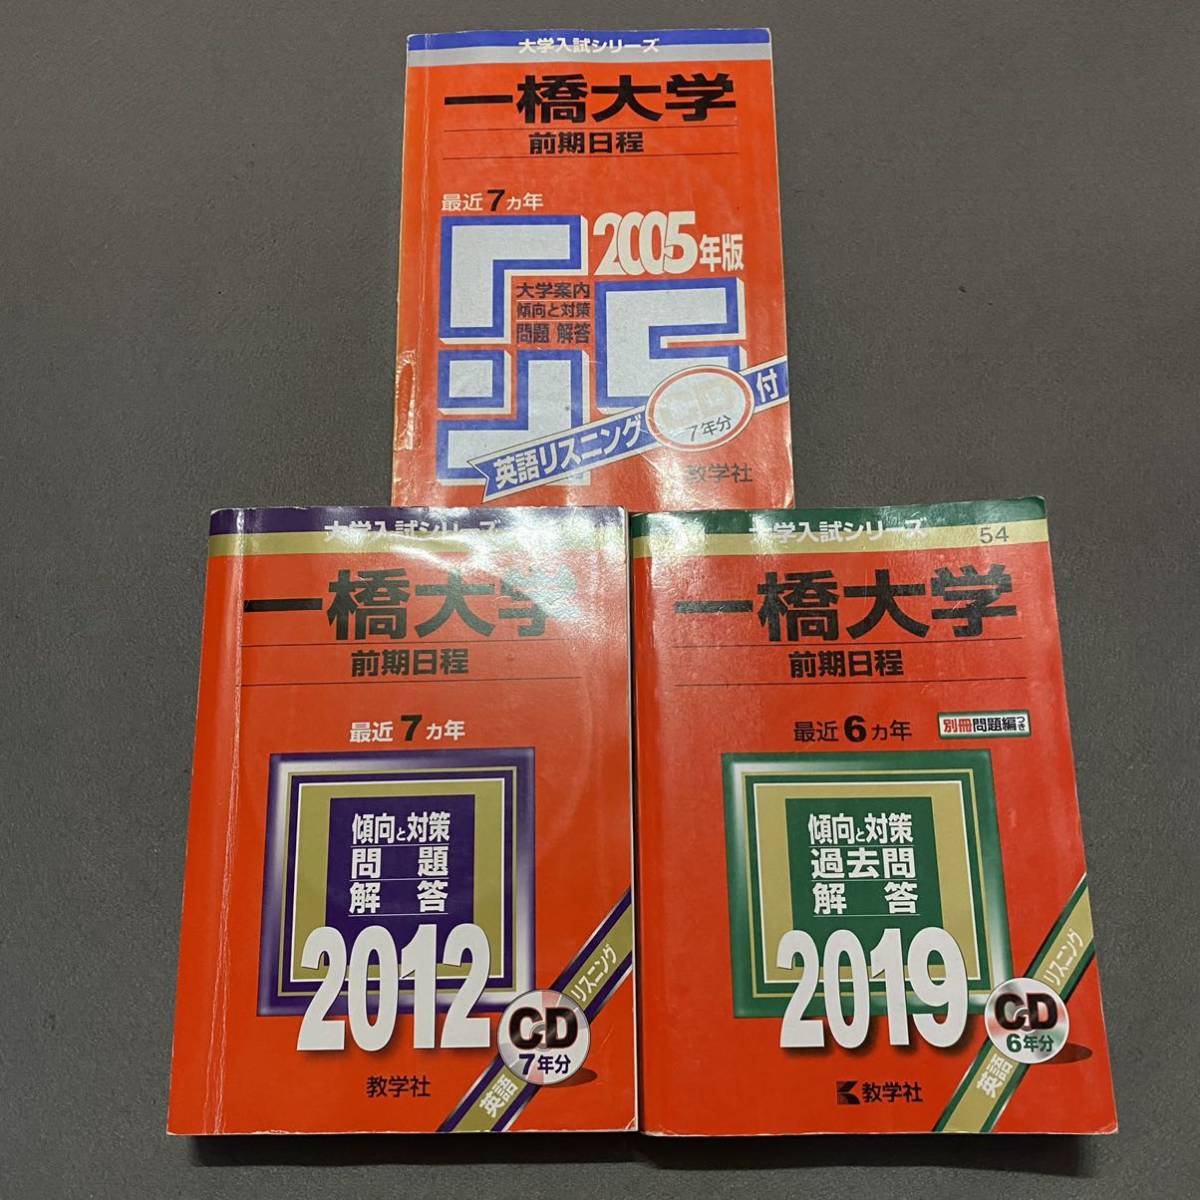 大学入試シリーズ
一橋大学
前期日程
最近7ヵ年
2005年版
大学案内
傾向と対策
問題 解答
英語リスニング CD 7年分 付
教学社
大学入試シリーズ
一橋大学
前期日程
最近7ヵ年
傾向と対策
問題
解答
2012
英語リスニング
CD
7年分
教学社
大学入試シリーズ
54
一橋大学
前期日程
最近6ヵ年
別冊問題編つき
傾向と対策
過去問
解答
2019
英語リスニング
CD
6年分
教学社